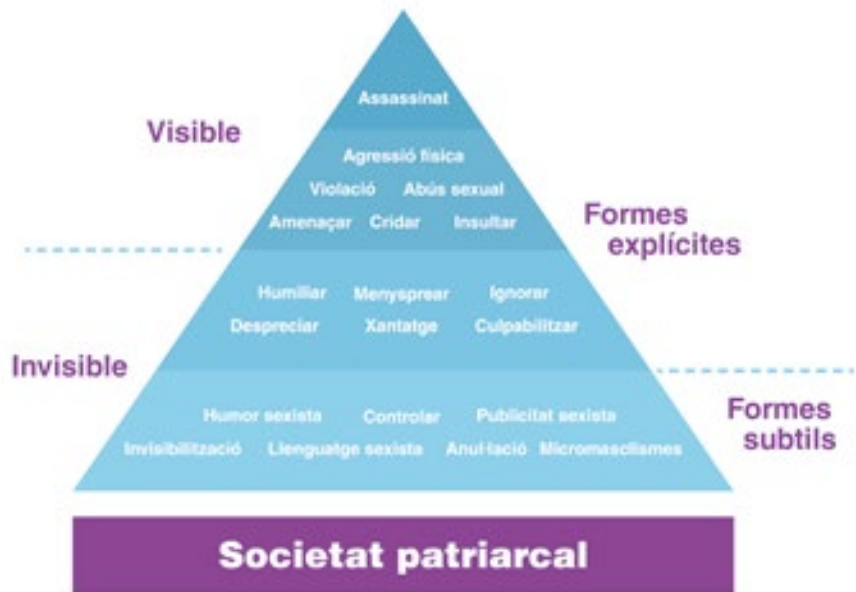 Assassinat
Visible
Agressió física
Violació Abús sexual
Amenaçar Cridar Insultar
Formes
explícites
Humiliar Menysprear Ignorar
Despreciar Xantatge Culpabilitzar
Invisible
Humor sexista Controlar Publicitat sexista
Invisibilització Llenguatge sexista Anul·lació Micromasclismes
Formes
subtils
Societat patriarcal